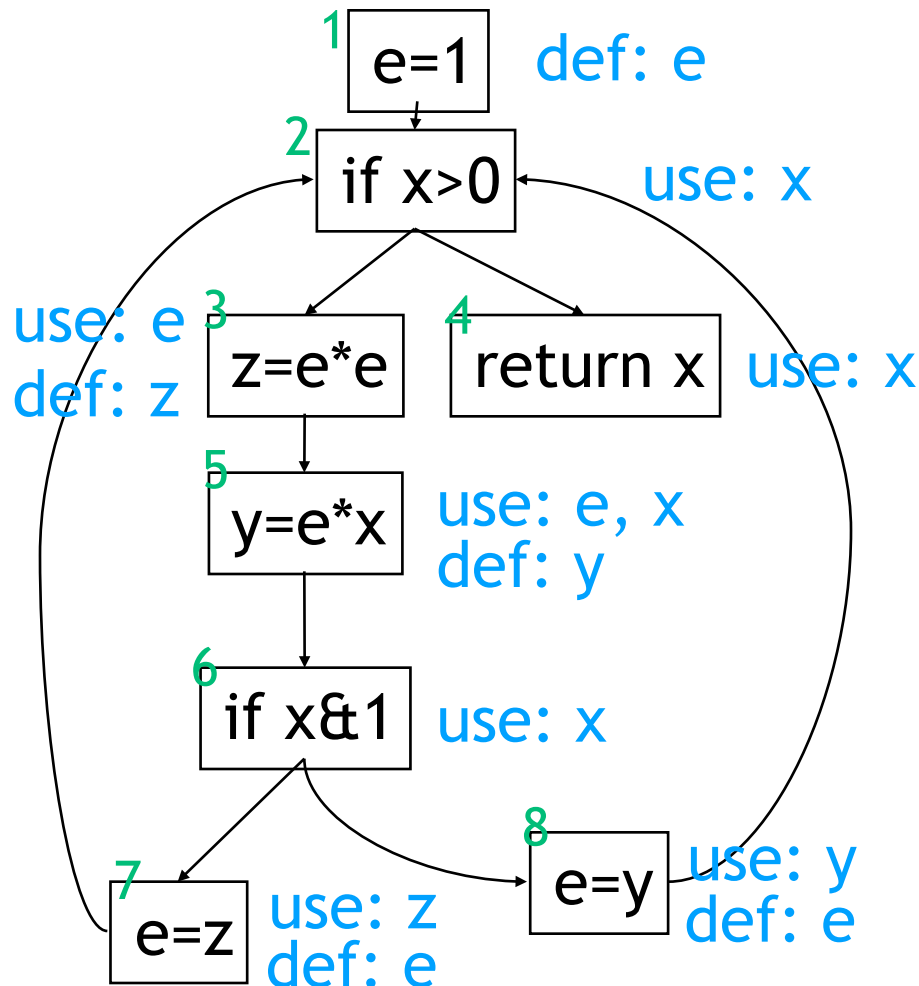 1
e=1
def: e
2
if x>0
use: x
3
use: e
def: z
z=e*e
4
return x
use: x
5
y=e*x
use: e, x
def: y
6
if x&1
use: x
7
e=z
use: z
def: e
8
e=y
use: y
def: e